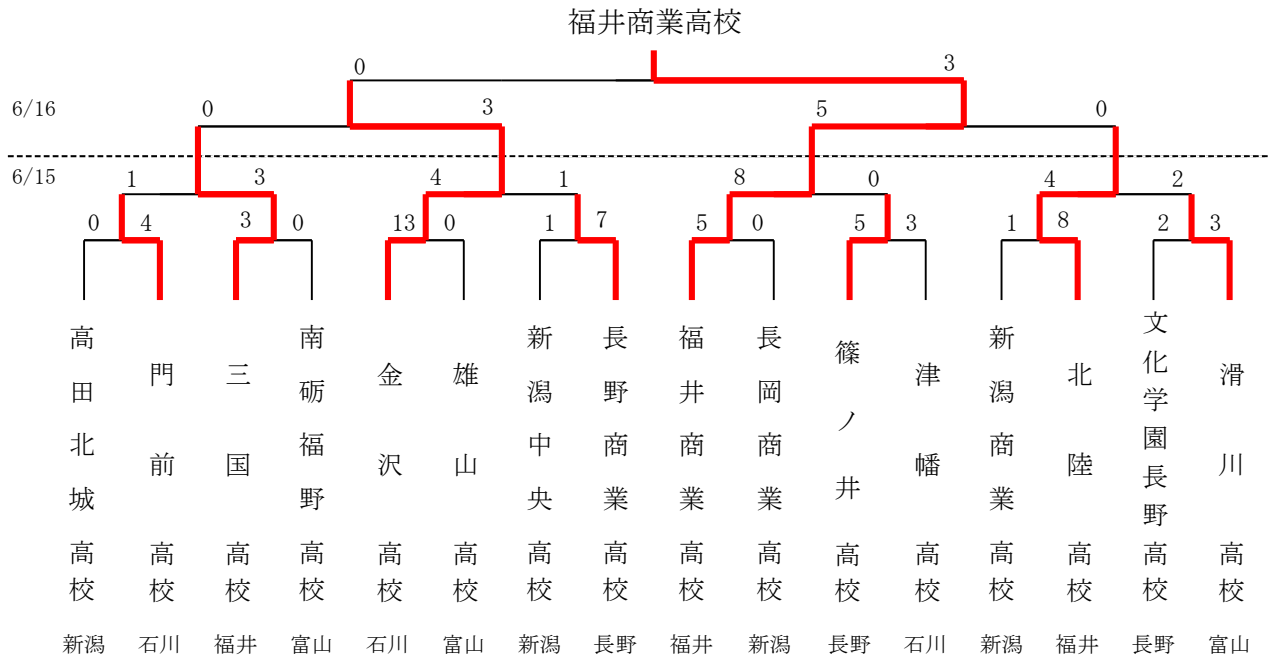 福井商業高校
0 3
6/16 0 3 5 0
6/15 1 3 4 1 8 0 4 2
0 4 3 0 13 0 1 7 5 0 5 3 1 8 2 3
高田北城高校
門前高校
三国高校
南砺福野高校
金沢高校
雄山高校
新潟中央高校
長野商業高校
福井商業高校
長岡商業高校
篠ノ井高校
津幡高校
新潟商業高校
北陸高校
文化学園長野高校
滑川高校
新潟 石川 福井 富山 石川 富山 新潟 長野 福井 新潟 長野 石川 新潟 福井 長野 富山